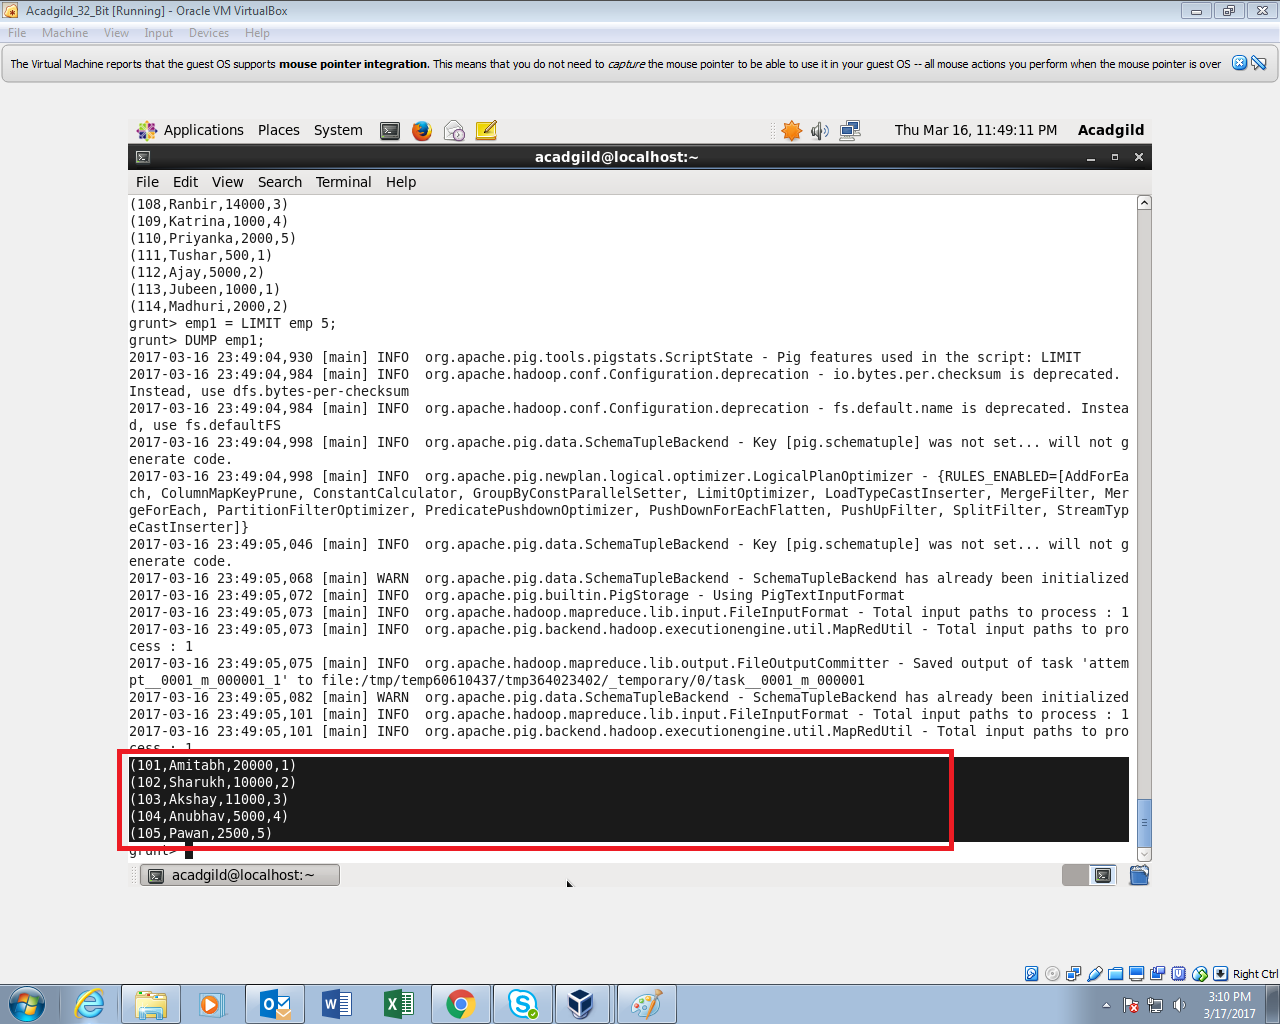 Acadgild_32_Bit [Running] - Oracle VM VirtualBox
File Machine View Input Devices Help
The Virtual Machine reports that the guest OS supports mouse pointer integration. This means that you do not need to capture the mouse pointer to be able to use it in your guest OS -- all mouse actions you perform when the mouse pointer is over
Applications Places System Thu Mar 16, 11:49:11 PM Acadgild
acadgild@localhost:~
File Edit View Search Terminal Help
(108,Ranbir,14000,3)
(109,Katrina,1000,4)
(110,Priyanka,2000,5)
(111,Tushar,500,1)
(112,Ajay,5000,2)
(113,Jubeen,1000,1)
(114,Madhuri,2000,2)
grunt> emp1 = LIMIT emp 5;
grunt> DUMP emp1;
2017-03-16 23:49:04,930 [main] INFO  org.apache.pig.tools.pigstats.ScriptState - Pig features used in the script: LIMIT
2017-03-16 23:49:04,984 [main] INFO  org.apache.hadoop.conf.Configuration.deprecation - io.bytes.per.checksum is deprecated.
Instead, use dfs.bytes-per-checksum
2017-03-16 23:49:04,984 [main] INFO  org.apache.hadoop.conf.Configuration.deprecation - fs.default.name is deprecated. Instea
d, use fs.defaultFS
2017-03-16 23:49:04,998 [main] INFO  org.apache.pig.data.SchemaTupleBackend - Key [pig.schematuple] was not set... will not g
enerate code.
2017-03-16 23:49:04,998 [main] INFO  org.apache.pig.newplan.logical.optimizer.LogicalPlanOptimizer - {RULES_ENABLED=[AddForEa
ch, ColumnMapKeyPrune, ConstantCalculator, GroupByConstParallelSetter, LimitOptimizer, LoadTypeCastInserter, MergeFilter, Mer
geForEach, PartitionFilterOptimizer, PredicatePushdownOptimizer, PushDownForEachFlatten, PushUpFilter, SplitFilter, StreamTyp
eCastInserter]}
2017-03-16 23:49:05,046 [main] INFO  org.apache.pig.data.SchemaTupleBackend - Key [pig.schematuple] was not set... will not g
enerate code.
2017-03-16 23:49:05,068 [main] WARN  org.apache.pig.data.SchemaTupleBackend - SchemaTupleBackend has already been initialized
2017-03-16 23:49:05,072 [main] INFO  org.apache.pig.builtin.PigStorage - Using PigTextInputFormat
2017-03-16 23:49:05,073 [main] INFO  org.apache.hadoop.mapreduce.lib.input.FileInputFormat - Total input paths to process : 1
2017-03-16 23:49:05,073 [main] INFO  org.apache.pig.backend.hadoop.executionengine.util.MapRedUtil - Total input paths to pro
cess : 1
2017-03-16 23:49:05,075 [main] INFO  org.apache.hadoop.mapreduce.lib.output.FileOutputCommitter - Saved output of task 'attem
pt__0001_m_000001_1' to file:/tmp/temp60610437/tmp364023402/_temporary/0/task__0001_m_000001
2017-03-16 23:49:05,082 [main] WARN  org.apache.pig.data.SchemaTupleBackend - SchemaTupleBackend has already been initialized
2017-03-16 23:49:05,101 [main] INFO  org.apache.hadoop.mapreduce.lib.input.FileInputFormat - Total input paths to process : 1
2017-03-16 23:49:05,101 [main] INFO  org.apache.pig.backend.hadoop.executionengine.util.MapRedUtil - Total input paths to pro
cess : 1
(101,Amitabh,20000,1)
(102,Sharukh,10000,2)
(103,Akshay,11000,3)
(104,Anubhav,5000,4)
(105,Pawan,2500,5)
grunt>
acadgild@localhost:~
Right Ctrl
3:10 PM
3/17/2017